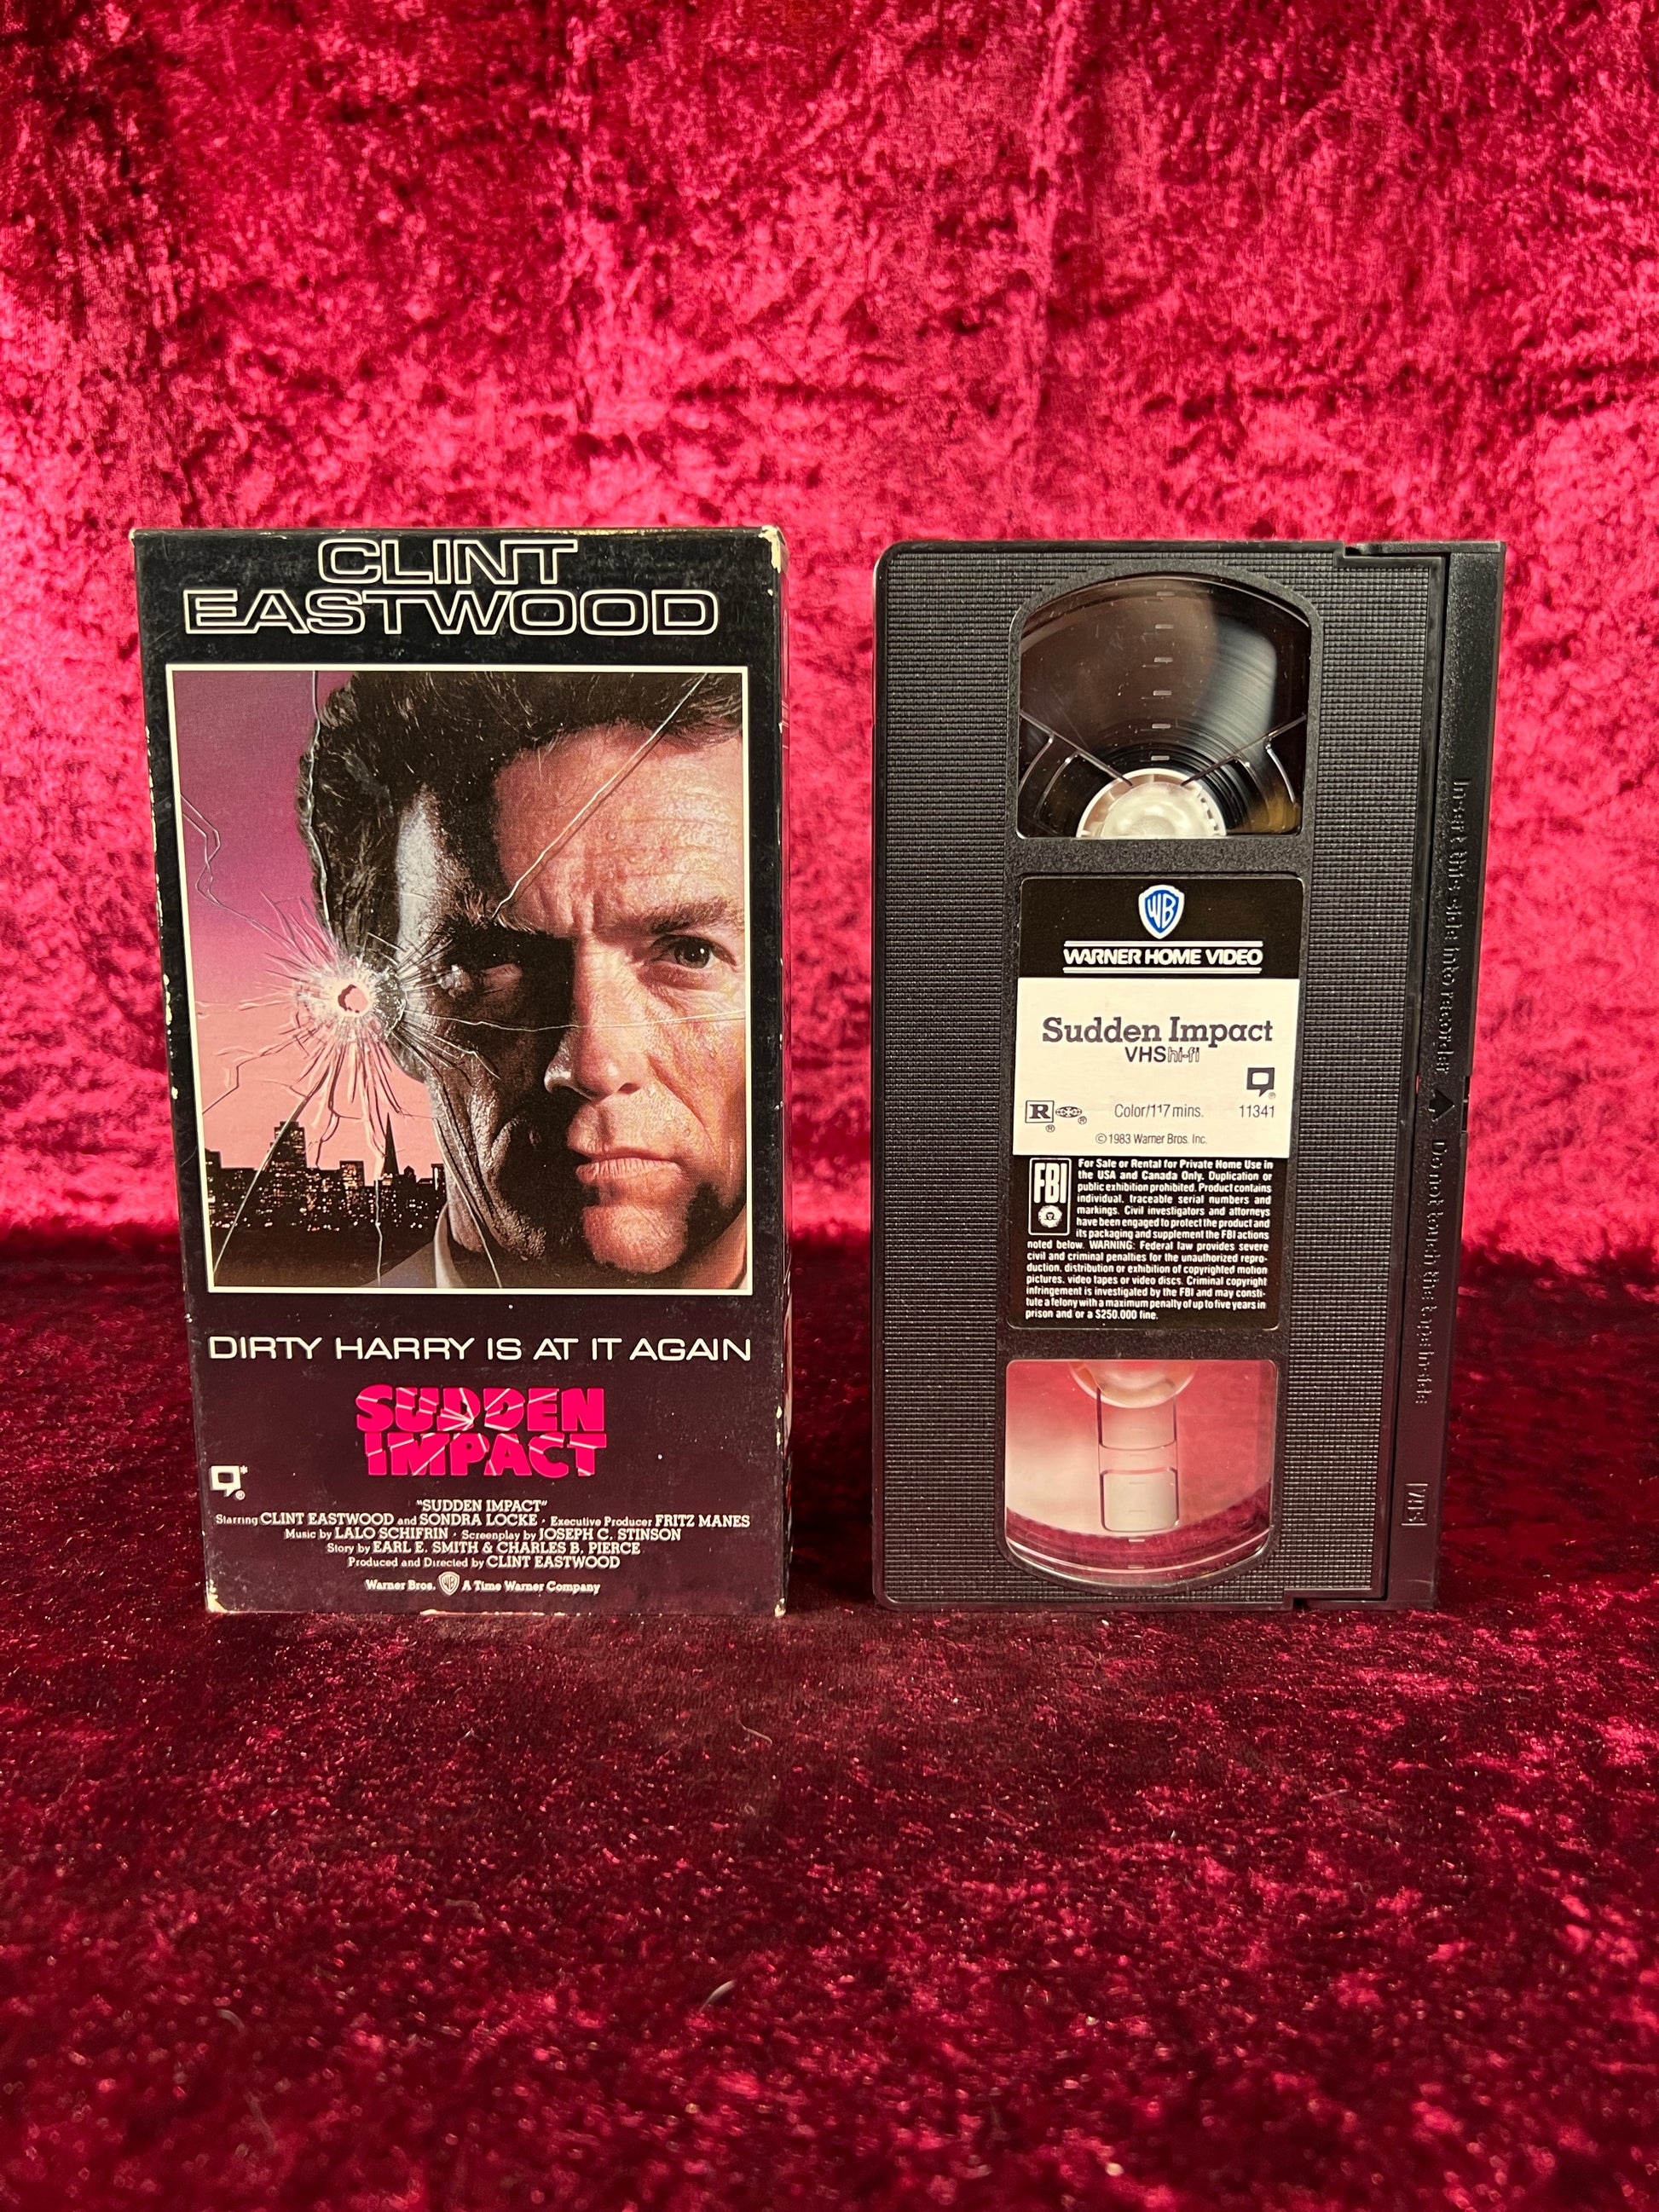 CLINT
EASTWOOD
DIRTY HARRY IS AT IT AGAIN
SUDDEN
IMPACT
"SUDDEN IMPACT"
Starring CLINT EASTWOOD and SONDRA LOCKE · Executive Producer FRITZ MANES
Music by LALO SCHIFRIN · Screenplay by JOSEPH C. STINSON
Story by EARL E. SMITH & CHARLES B. PIERCE
Produced and Directed by CLINT EASTWOOD
Warner Bros. WB A Time Warner Company
WB
WARNER HOME VIDEO
Sudden Impact
VHS hi-fi
R ® ® Color/117 mins. 11341
© 1983 Warner Bros. Inc.
FBI
For Sale or Rental for Private Home Use in
the USA and Canada Only. Duplication or
public exhibition prohibited. Product contains
individual, traceable serial numbers and
markings. Civil investigators and attorneys
have been engaged to protect the product and
its packaging and supplement the FBI actions
noted below. WARNING: Federal law provides severe
civil and criminal penalties for the unauthorized repro-
duction, distribution or exhibition of copyrighted motion
pictures, video tapes or video discs. Criminal copyright
infringement is investigated by the FBI and may consti-
tute a felony with a maximum penalty of up to five years in
prison and or a $250.000 fine.
Insert this side into recorder ▲ Do not touch the tape inside
VHS